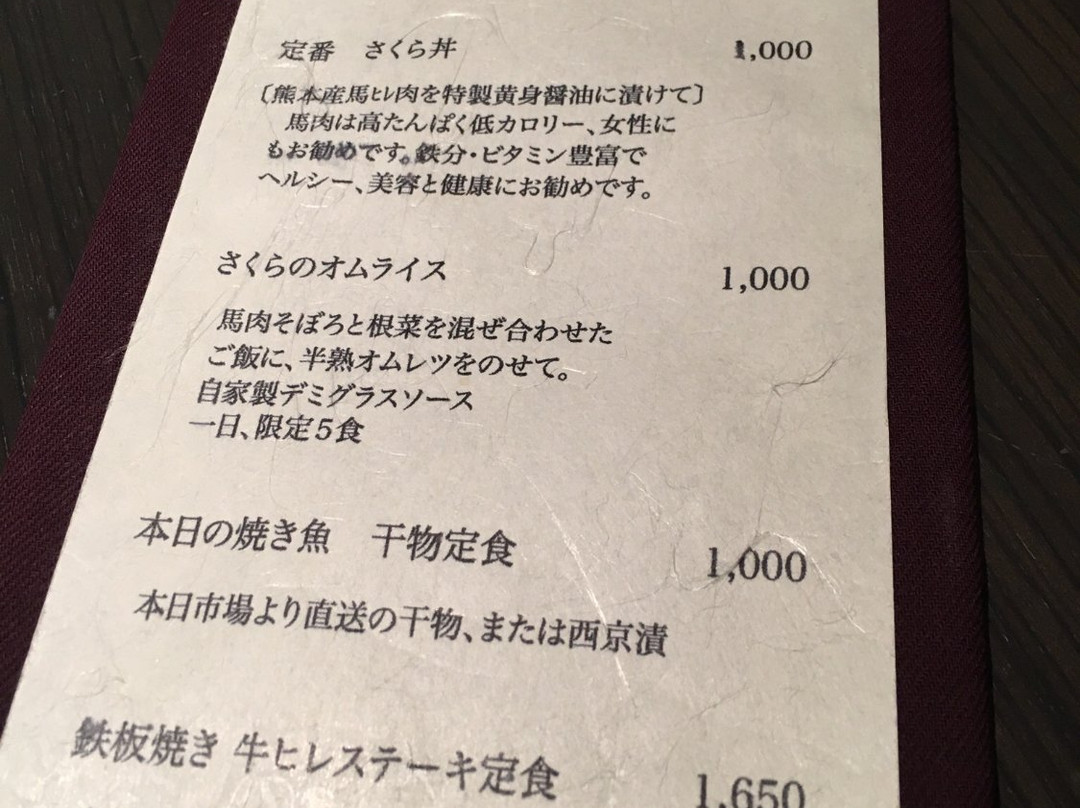 定番　さくら丼　1,000
〔熊本産馬ヒレ肉を特製黄身醤油に漬けて〕
馬肉は高たんぱく低カロリー、女性に
もお勧めです。鉄分・ビタミン豊富で
ヘルシー、美容と健康にお勧めです。
さくらのオムライス　1,000
馬肉そぼろと根菜を混ぜ合わせた
ご飯に、半熟オムレツをのせて。
自家製デミグラスソース
一日、限定5食
本日の焼き魚　干物定食　1,000
本日市場より直送の干物、または西京漬
鉄板焼き 牛ヒレステーキ定食　1,650